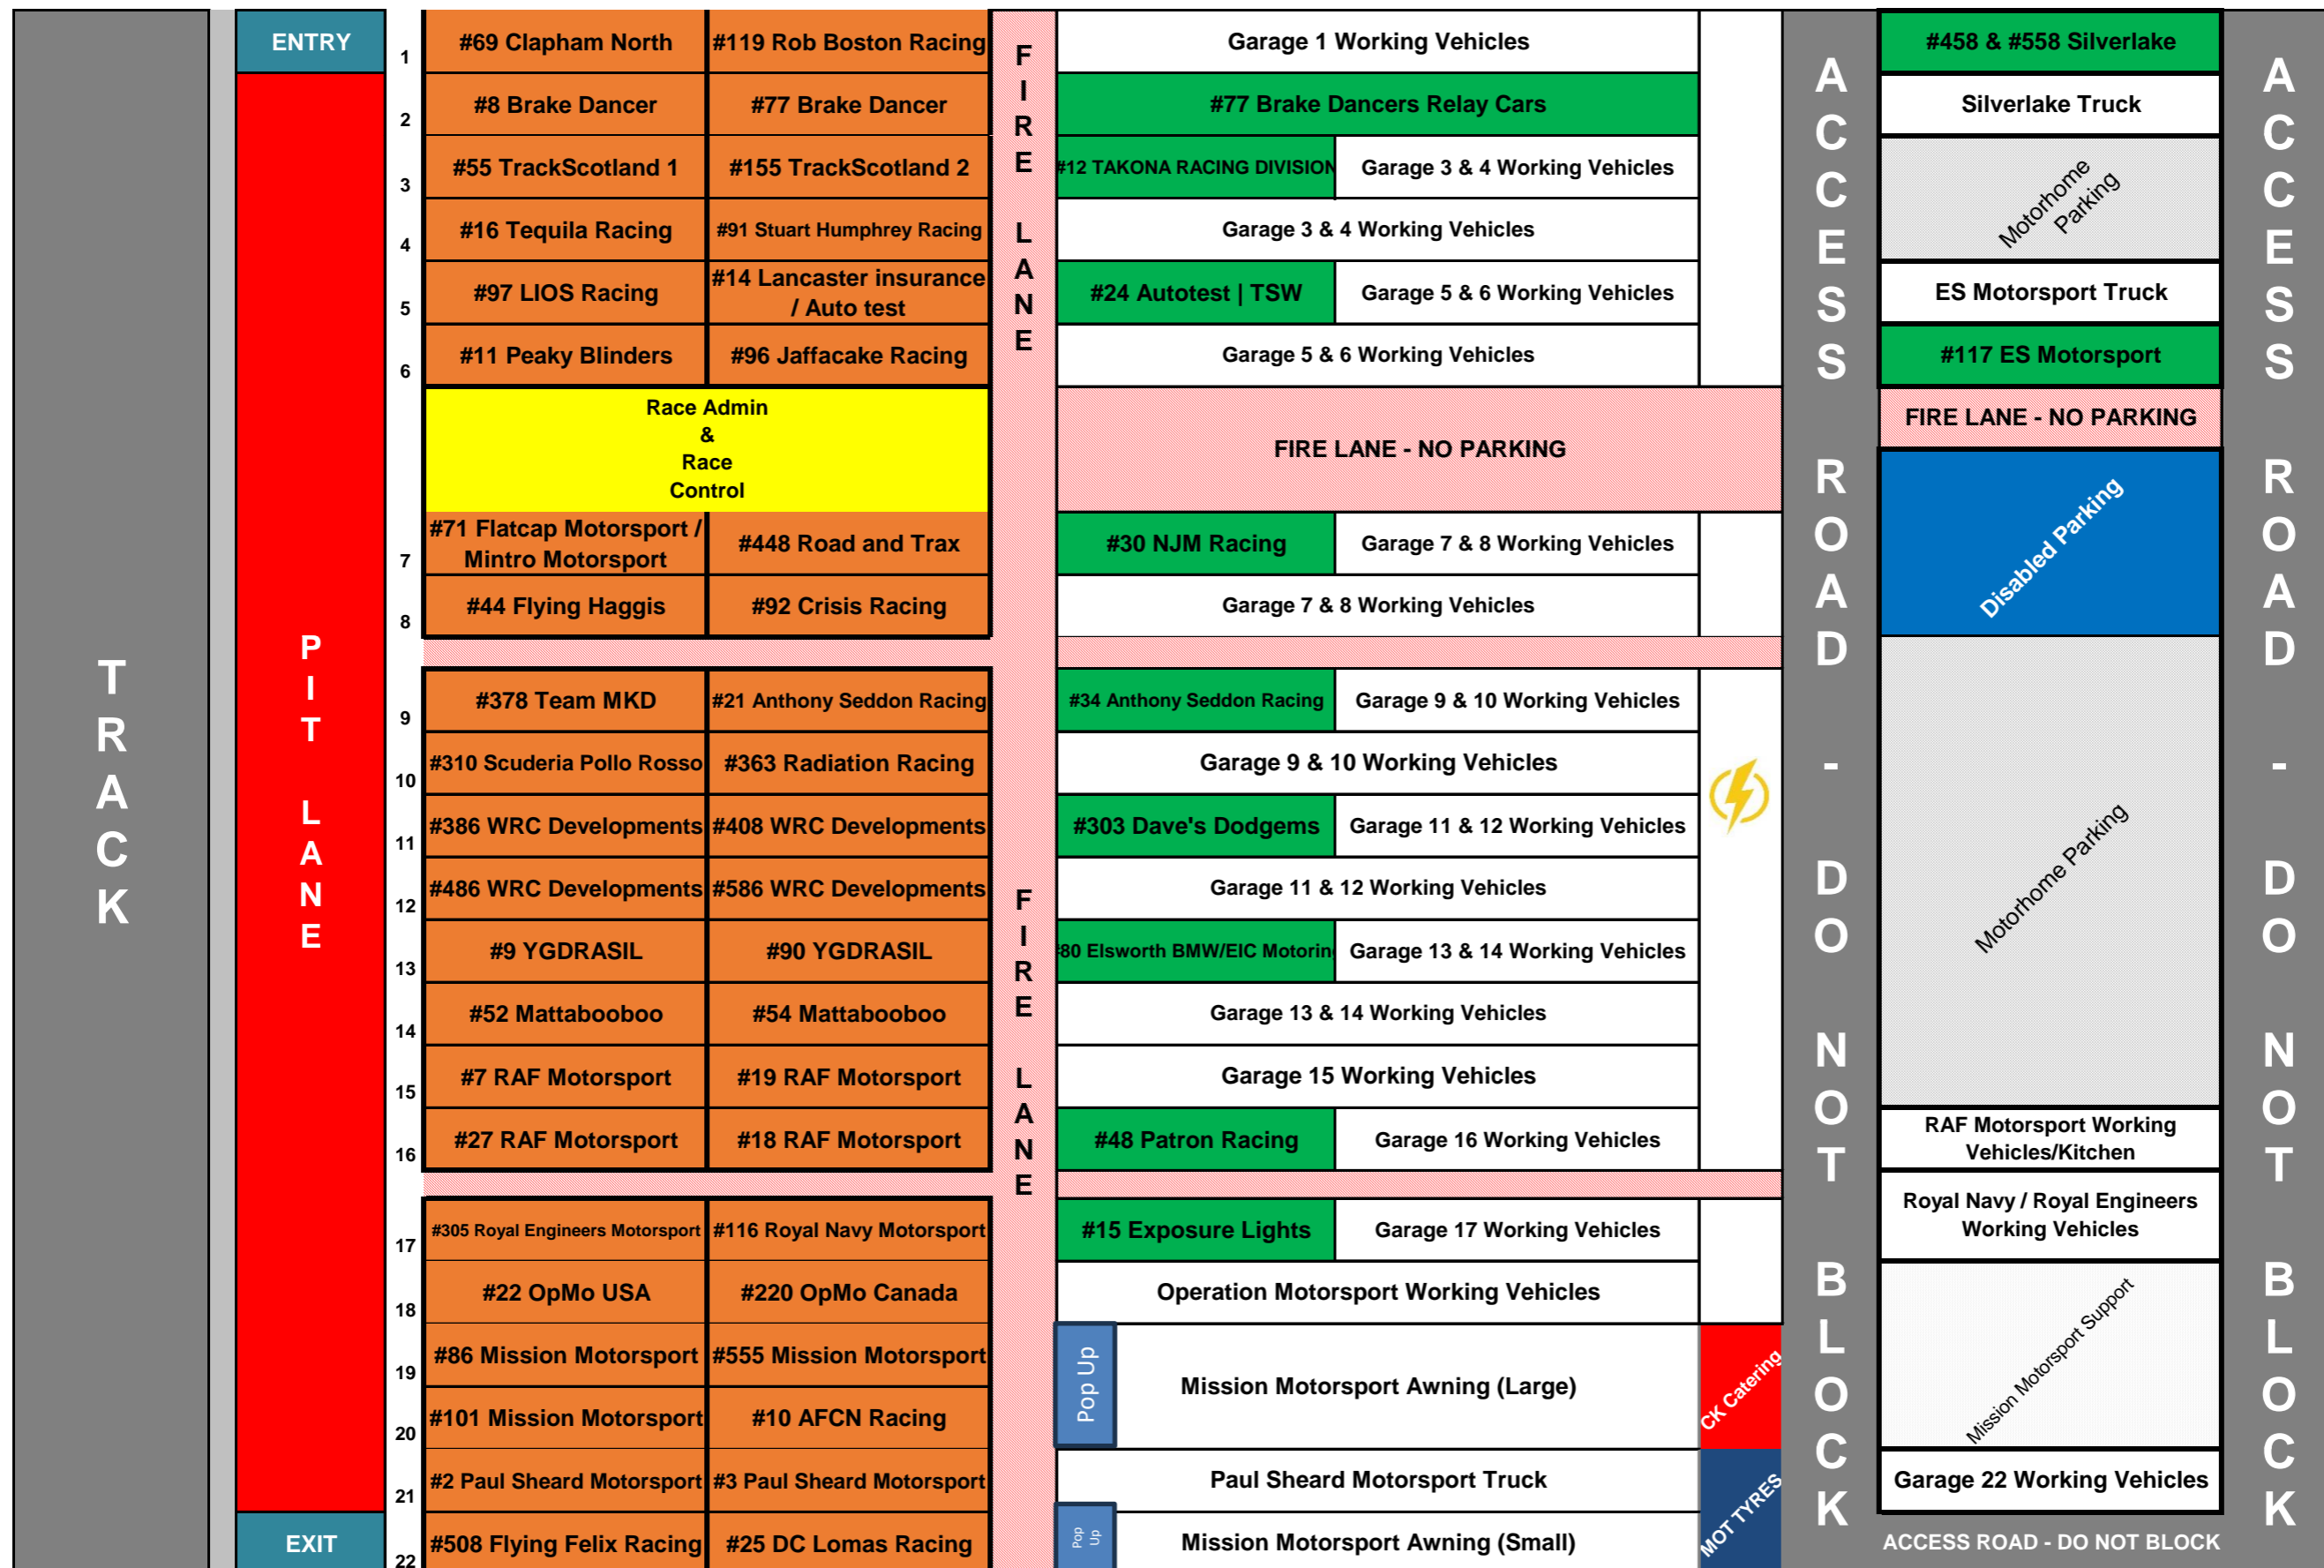 TRACK
ENTRY
PIT LANE
EXIT
1
#69 Clapham North
#119 Rob Boston Racing
Garage 1 Working Vehicles
2
#8 Brake Dancer
#77 Brake Dancer
#77 Brake Dancers Relay Cars
3
#55 TrackScotland 1
#155 TrackScotland 2
#12 TAKONA RACING DIVISION
Garage 3 & 4 Working Vehicles
4
#16 Tequila Racing
#91 Stuart Humphrey Racing
Garage 3 & 4 Working Vehicles
5
#97 LIOS Racing
#14 Lancaster insurance
/ Auto test
#24 Autotest | TSW
Garage 5 & 6 Working Vehicles
6
#11 Peaky Blinders
#96 Jaffacake Racing
Garage 5 & 6 Working Vehicles
Race Admin
&
Race
Control
FIRE LANE - NO PARKING
7
#71 Flatcap Motorsport /
Mintro Motorsport
#448 Road and Trax
#30 NJM Racing
Garage 7 & 8 Working Vehicles
8
#44 Flying Haggis
#92 Crisis Racing
Garage 7 & 8 Working Vehicles
FIRE LANE
9
#378 Team MKD
#21 Anthony Seddon Racing
#34 Anthony Seddon Racing
Garage 9 & 10 Working Vehicles
10
#310 Scuderia Pollo Rosso
#363 Radiation Racing
Garage 9 & 10 Working Vehicles
11
#386 WRC Developments
#408 WRC Developments
#303 Dave's Dodgems
Garage 11 & 12 Working Vehicles
12
#486 WRC Developments
#586 WRC Developments
Garage 11 & 12 Working Vehicles
13
#9 YGDRASIL
#90 YGDRASIL
#80 Elsworth BMW/EIC Motorin
Garage 13 & 14 Working Vehicles
14
#52 Mattabooboo
#54 Mattabooboo
Garage 13 & 14 Working Vehicles
15
#7 RAF Motorsport
#19 RAF Motorsport
Garage 15 Working Vehicles
16
#27 RAF Motorsport
#18 RAF Motorsport
#48 Patron Racing
Garage 16 Working Vehicles
FIRE LANE
17
#305 Royal Engineers Motorsport
#116 Royal Navy Motorsport
#15 Exposure Lights
Garage 17 Working Vehicles
18
#22 OpMo USA
#220 OpMo Canada
Operation Motorsport Working Vehicles
19
#86 Mission Motorsport
#555 Mission Motorsport
Pop Up
Mission Motorsport Awning (Large)
CK Catering
20
#101 Mission Motorsport
#10 AFCN Racing
21
#2 Paul Sheard Motorsport
#3 Paul Sheard Motorsport
Paul Sheard Motorsport Truck
MOT TYRES
22
#508 Flying Felix Racing
#25 DC Lomas Racing
Pop
Up
Mission Motorsport Awning (Small)
ACCESS ROAD - DO NOT BLOCK
#458 & #558 Silverlake
Silverlake Truck
Motorhome
Parking
ES Motorsport Truck
#117 ES Motorsport
FIRE LANE - NO PARKING
Disabled Parking
Motorhome Parking
RAF Motorsport Working
Vehicles/Kitchen
Royal Navy / Royal Engineers
Working Vehicles
Mission Motorsport Support
Garage 22 Working Vehicles
ACCESS ROAD - DO NOT BLOCK
ACCESS ROAD - DO NOT BLOCK